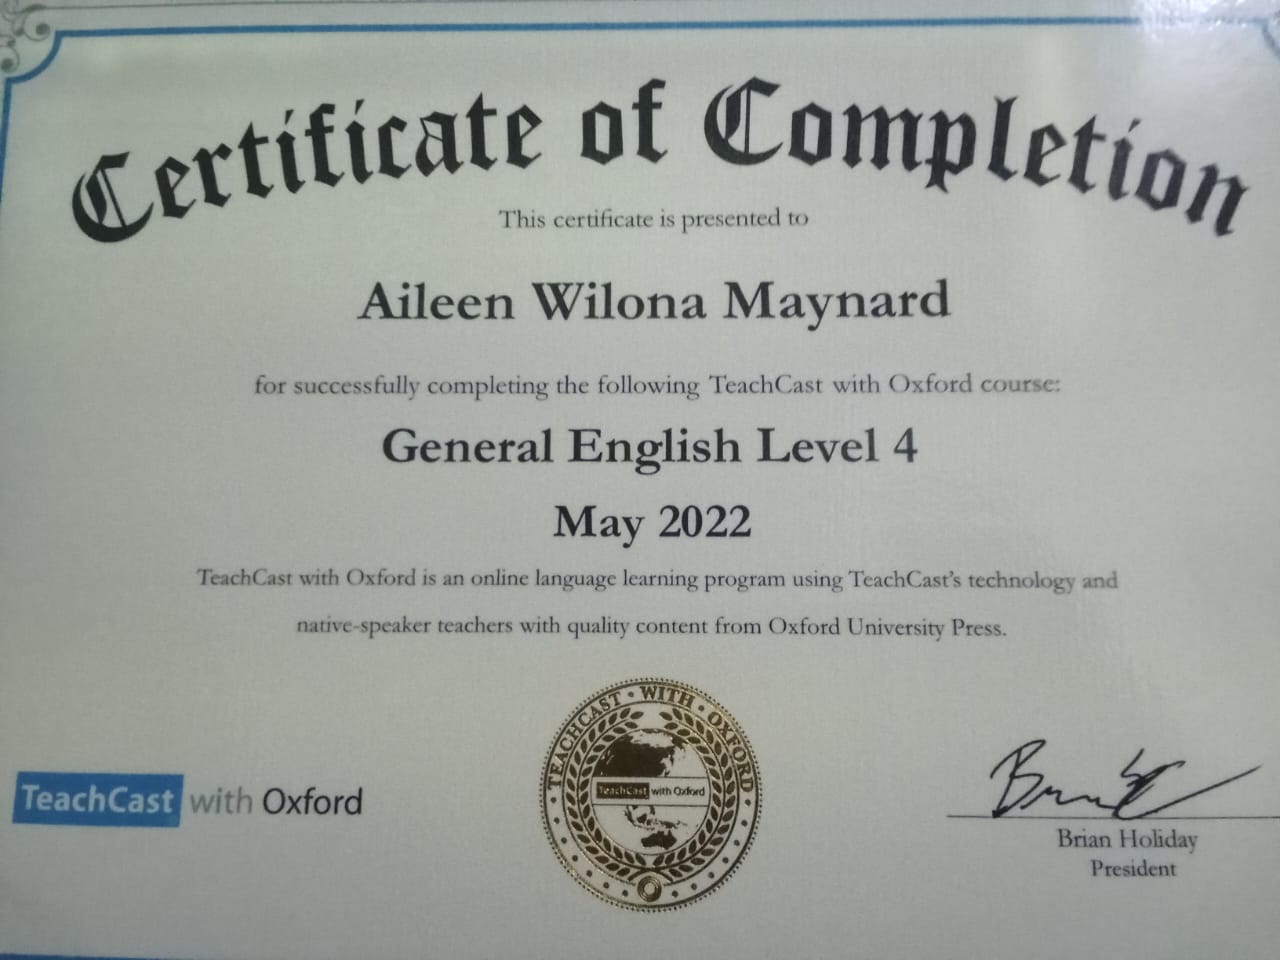 Certificate of Completion
This certificate is presented to
Aileen Wilona Maynard
for successfully completing the following TeachCast with Oxford course:
General English Level 4
May 2022
TeachCast with Oxford is an online language learning program using TeachCast's technology and
native-speaker teachers with quality content from Oxford University Press.
TeachCast with Oxford
TEACHCAST • WITH • OXFORD
TeachCast with Oxford
Brian Holiday
President